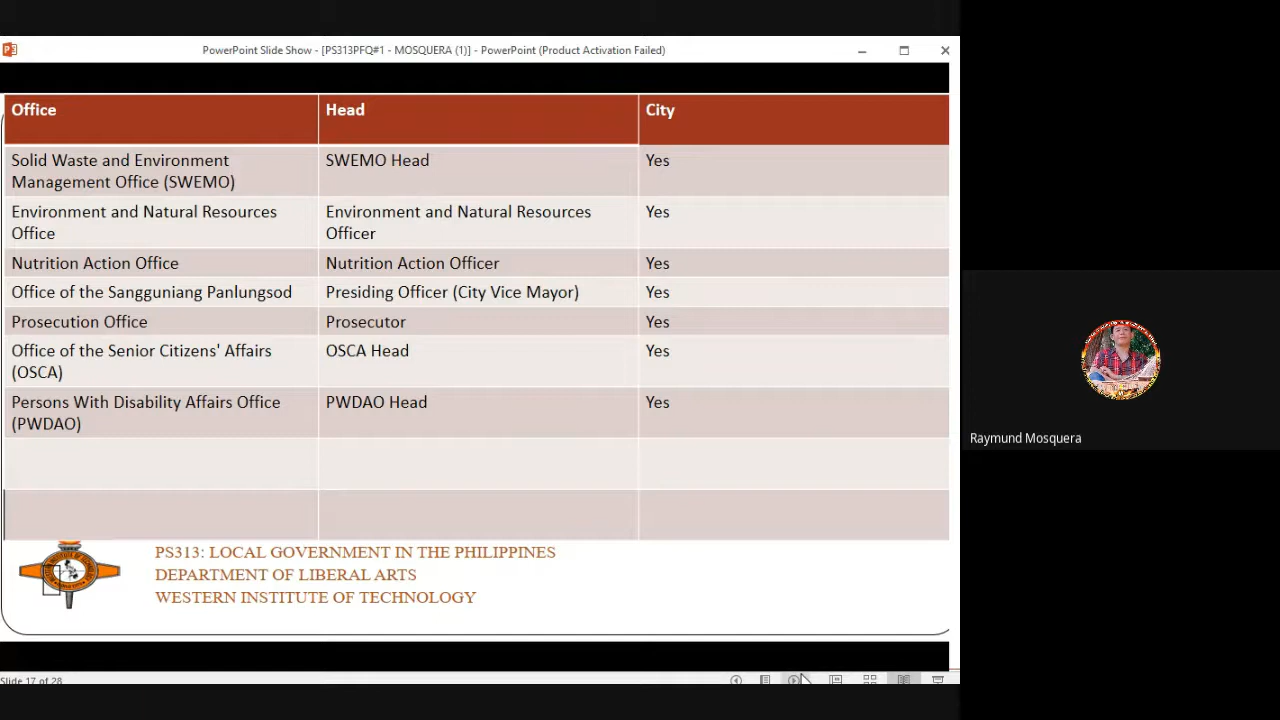 PowerPoint Slide Show - [PS313PFQ#1 - MOSQUERA (1)] - PowerPoint (Product Activation Failed)
Office Head City
Solid Waste and Environment Management Office (SWEMO) SWEMO Head Yes
Environment and Natural Resources Office Environment and Natural Resources Officer Yes
Nutrition Action Office Nutrition Action Officer Yes
Office of the Sangguniang Panlungsod Presiding Officer (City Vice Mayor) Yes
Prosecution Office Prosecutor Yes
Office of the Senior Citizens' Affairs (OSCA) OSCA Head Yes
Persons With Disability Affairs Office (PWDAO) PWDAO Head Yes
PS313: LOCAL GOVERNMENT IN THE PHILIPPINES
DEPARTMENT OF LIBERAL ARTS
WESTERN INSTITUTE OF TECHNOLOGY
Slide 17 of 28
Raymund Mosquera